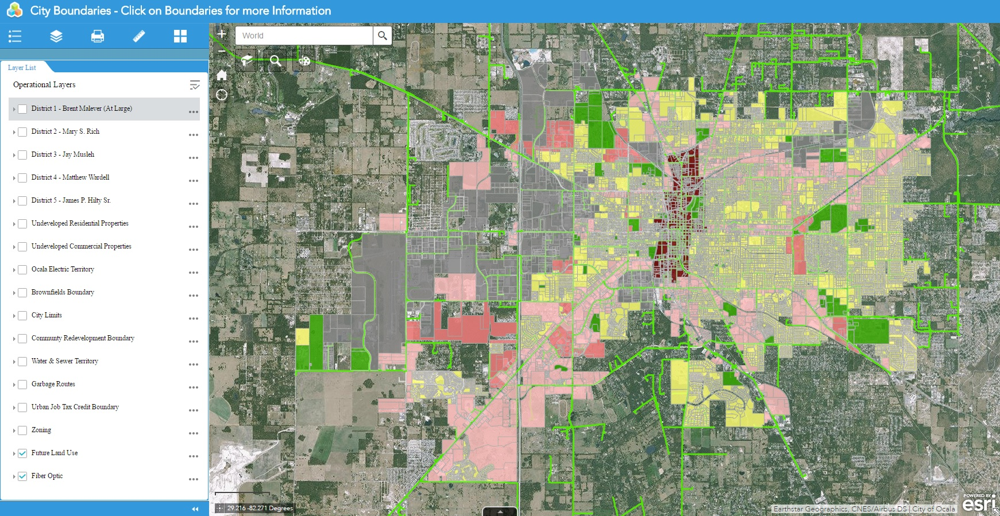 City Boundaries - Click on Boundaries for more Information
World
Layer List
Operational Layers
District 1 - Brent Malever (At Large)
District 2 - Mary S. Rich
District 3 - Jay Musleh
District 4 - Matthew Wardell
District 5 - James P. Hilty Sr.
Undeveloped Residential Properties
Undeveloped Commercial Properties
Ocala Electric Territory
Brownfields Boundary
City Limits
Communty Redevelopment Boundary
Water & Sewer Territory
Garbage Routes
Urban Job Tax Credit Boundary
Zoning
Future Land Use
Fiber Optic
29.216 -82.271 Degrees
Earthstar Geographics, CNES/Airbus DS | City of Ocala
POWERED BY
esri